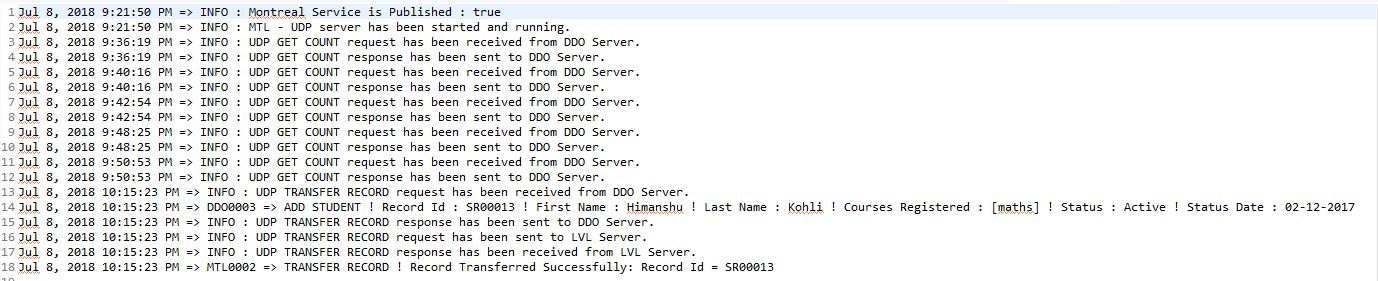 1 Jul 8, 2018 9:21:50 PM => INFO : Montreal Service is Published : true
2 Jul 8, 2018 9:21:50 PM => INFO : MTL - UDP server has been started and running.
3 Jul 8, 2018 9:36:19 PM => INFO : UDP GET COUNT request has been received from DDO Server.
4 Jul 8, 2018 9:36:19 PM => INFO : UDP GET COUNT response has been sent to DDO Server.
5 Jul 8, 2018 9:40:16 PM => INFO : UDP GET COUNT request has been received from DDO Server.
6 Jul 8, 2018 9:40:16 PM => INFO : UDP GET COUNT response has been sent to DDO Server.
7 Jul 8, 2018 9:42:54 PM => INFO : UDP GET COUNT request has been received from DDO Server.
8 Jul 8, 2018 9:42:54 PM => INFO : UDP GET COUNT response has been sent to DDO Server.
9 Jul 8, 2018 9:48:25 PM => INFO : UDP GET COUNT request has been received from DDO Server.
10 Jul 8, 2018 9:48:25 PM => INFO : UDP GET COUNT response has been sent to DDO Server.
11 Jul 8, 2018 9:50:53 PM => INFO : UDP GET COUNT request has been received from DDO Server.
12 Jul 8, 2018 9:50:53 PM => INFO : UDP GET COUNT response has been sent to DDO Server.
13 Jul 8, 2018 10:15:23 PM => INFO : UDP TRANSFER RECORD request has been received from DDO Server.
14 Jul 8, 2018 10:15:23 PM => DDO0003 => ADD STUDENT ! Record Id : SR00013 ! First Name : Himanshu ! Last Name : Kohli ! Courses Registered : [maths] ! Status : Active ! Status Date : 02-12-2017
15 Jul 8, 2018 10:15:23 PM => INFO : UDP TRANSFER RECORD response has been sent to DDO Server.
16 Jul 8, 2018 10:15:23 PM => INFO : UDP TRANSFER RECORD request has been sent to LVL Server.
17 Jul 8, 2018 10:15:23 PM => INFO : UDP TRANSFER RECORD response has been received from LVL Server.
18 Jul 8, 2018 10:15:23 PM => MTL0002 => TRANSFER RECORD ! Record Transferred Successfully: Record Id = SR00013